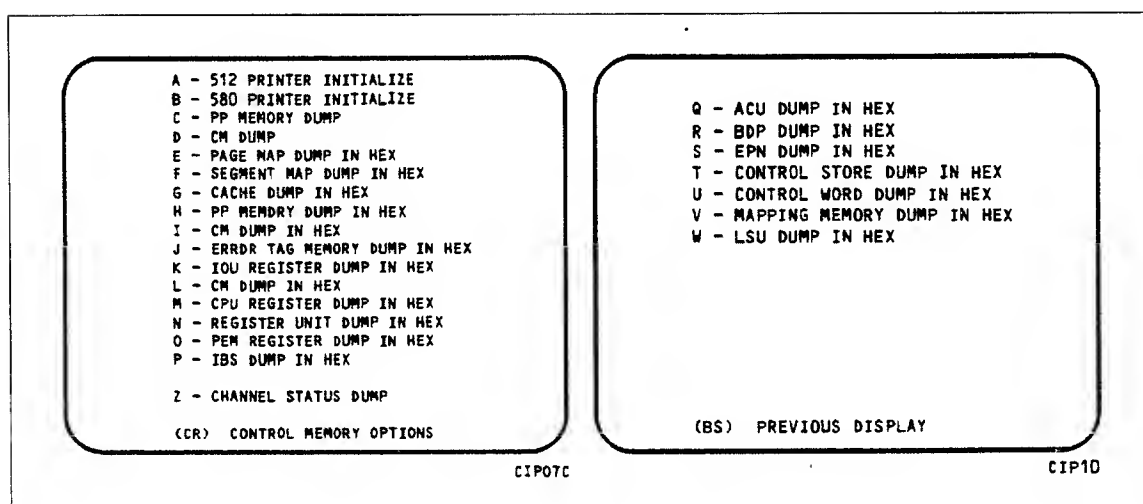 A - 512 PRINTER INITIALIZE
B - 580 PRINTER INITIALIZE
C - PP MEMORY DUMP
D - CM DUMP
E - PAGE MAP DUMP IN HEX
F - SEGMENT MAP DUMP IN HEX
G - CACHE DUMP IN HEX
H - PP MEMDRY DUMP IN HEX
I - CM DUMP IN HEX
J - ERRDR TAG MEMORY DUMP IN HEX
K - IOU REGISTER DUMP IN HEX
L - CM DUMP IN HEX
M - CPU REGISTER DUMP IN HEX
N - REGISTER UNIT DUMP IN HEX
O - PEM REGISTER DUMP IN HEX
P - IBS DUMP IN HEX
Z - CHANNEL STATUS DUMP
(CR) CONTROL MEMORY OPTIONS
CIP07C
Q - ACU DUMP IN HEX
R - BDP DUMP IN HEX
S - EPN DUMP IN HEX
T - CONTROL STORE DUMP IN HEX
U - CONTROL WORD DUMP IN HEX
V - MAPPING MEMORY DUMP IN HEX
W - LSU DUMP IN HEX
(BS) PREVIOUS DISPLAY
CIP1D